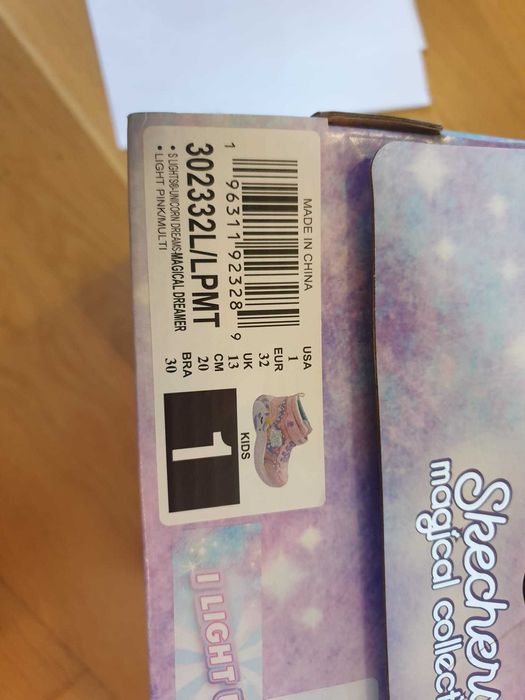 MADE IN CHINA
1 96311 92328 9
302332L/LPMT
• S LIGHTS®-UNICORN DREAMS-MAGICAL DREAMER
• LIGHT PINK/MULTI
USA 1
EUR 32
UK 13
CM 20
BRA 30
KIDS
1
I LIGHT
Skechers
magical collect